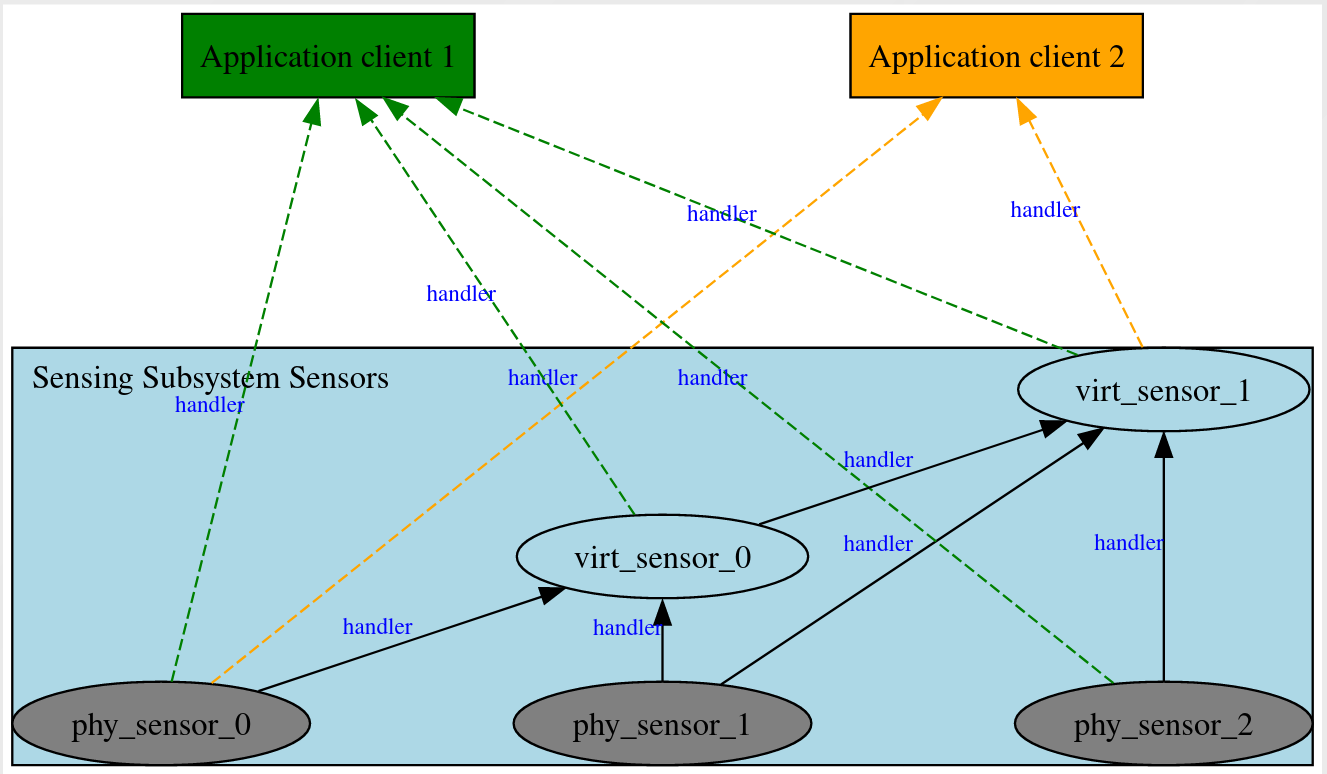 Application client 1
Application client 2
handler
handler
handler
Sensing Subsystem Sensors
handler
handler
handler
virt_sensor_1
handler
handler
handler
virt_sensor_0
handler
handler
phy_sensor_0
phy_sensor_1
phy_sensor_2